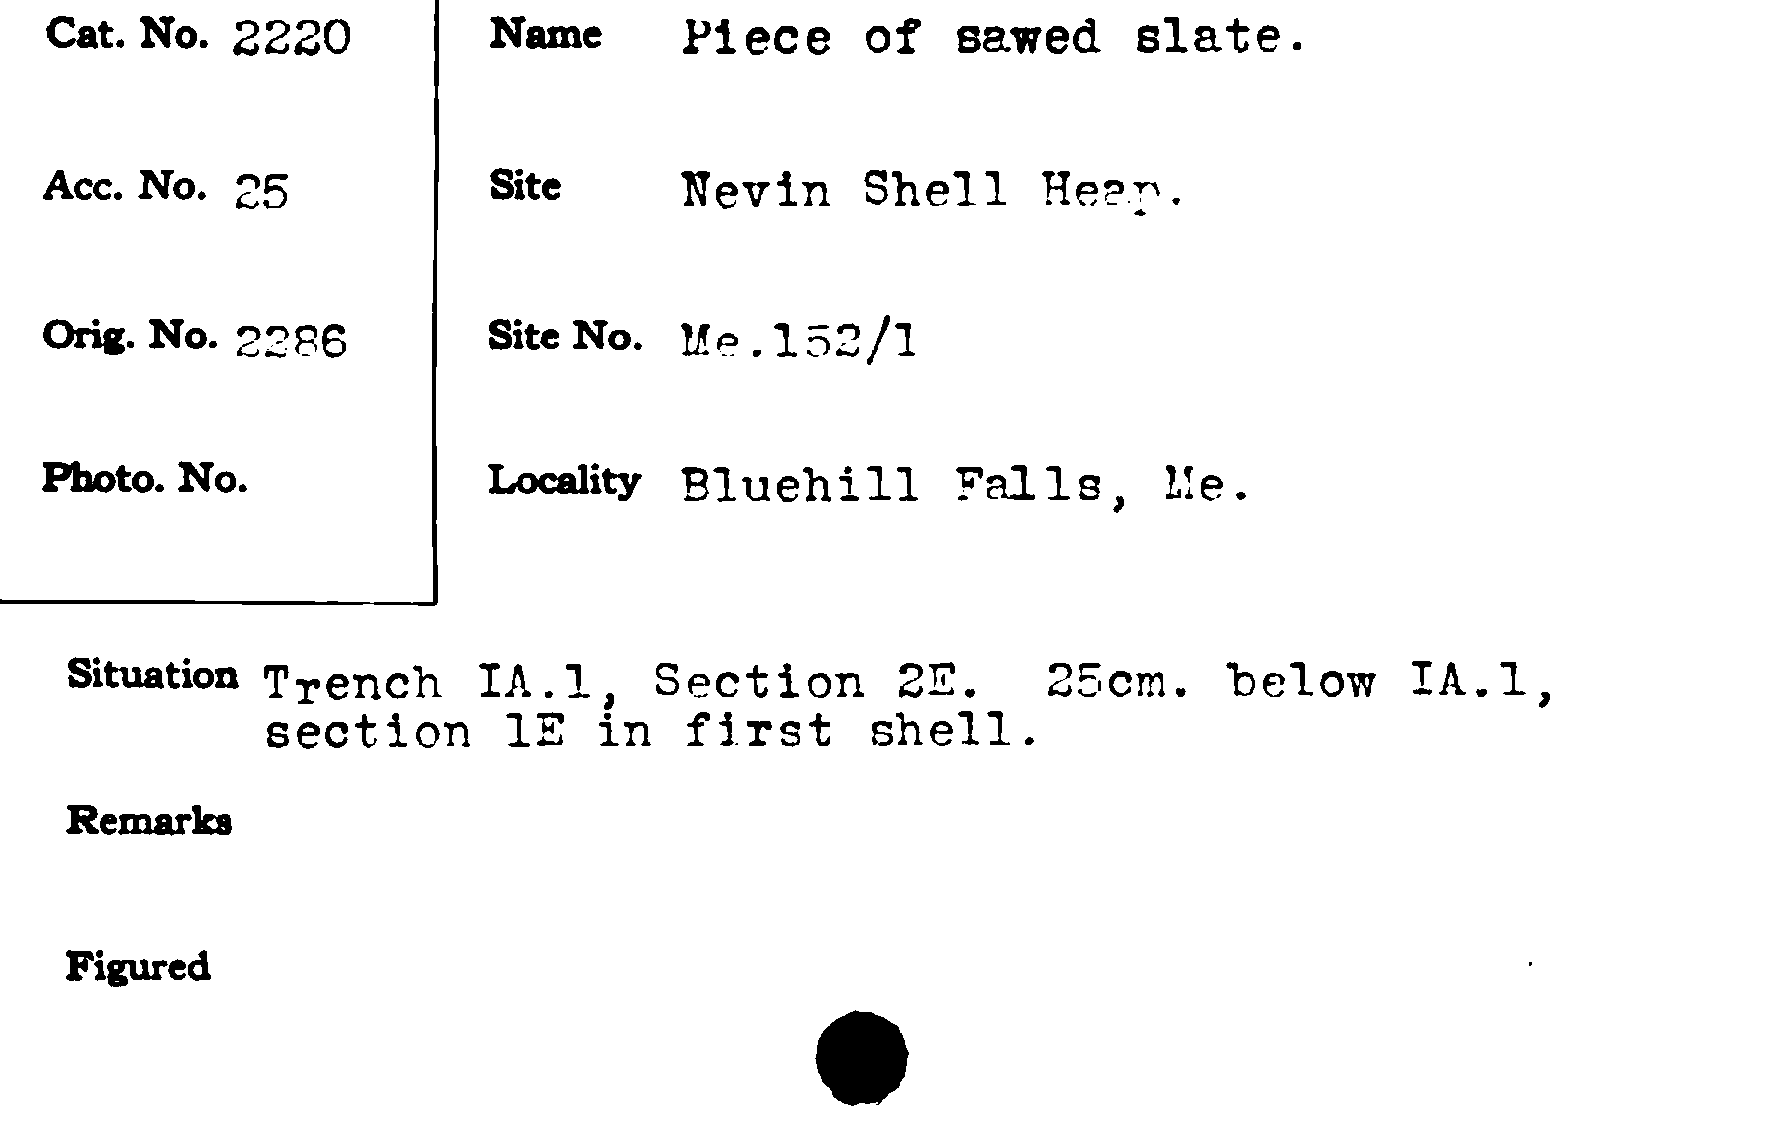 Cat. No. 2220
Name Piece of sawed slate.
Acc. No. 25
Site Nevin Shell Heap.
Orig. No. 2286
Site No. Me.152/1
Photo. No.
Locality Bluehill Falls, Me.
Situation Trench IA.1, Section 2E. 25cm. below IA.1,
section 1E in first shell.
Remarks
Figured